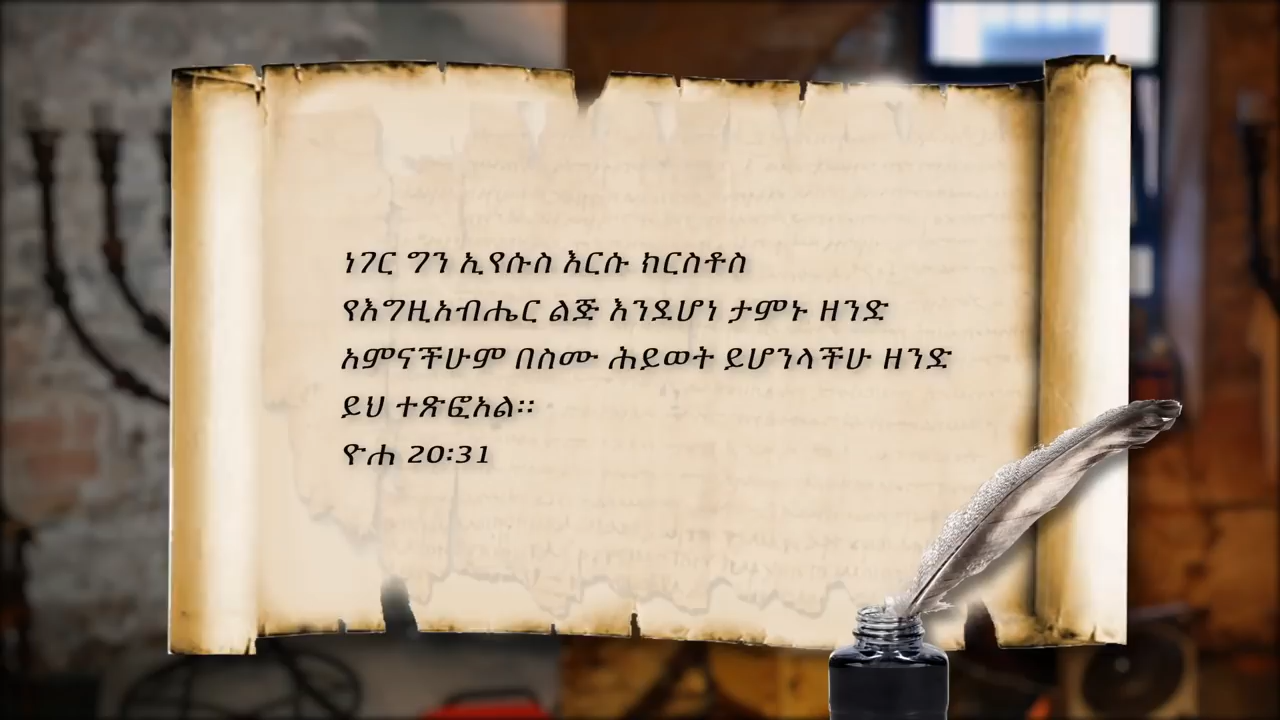 ነገር ግን ኢየሱስ እርሱ ክርስቶስ
የእግዚአብሔር ልጅ እንደሆነ ታምኑ ዘንድ
አምናችሁም በስሙ ሕይወት ይሆንላችሁ ዘንድ
ይህ ተጽፎአል፡፡
ዮሐ 20፡31